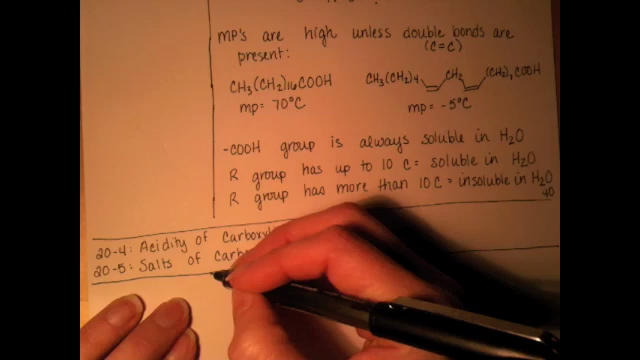 MP's are high unless double bonds are
(C=C)
present:
CH₃(CH₂)₁₆COOH
CH₃(CH₂)₄ CH₂ (CH₂)₇COOH
mp= 70°C
mp= -5°C
-COOH group is always soluble in H₂O
R group has up to 10 C = soluble in H₂O
R group has more than 10C = insoluble in H₂O
40
20-4: Acidity of Carboxyl
20-5: Salts of Carb